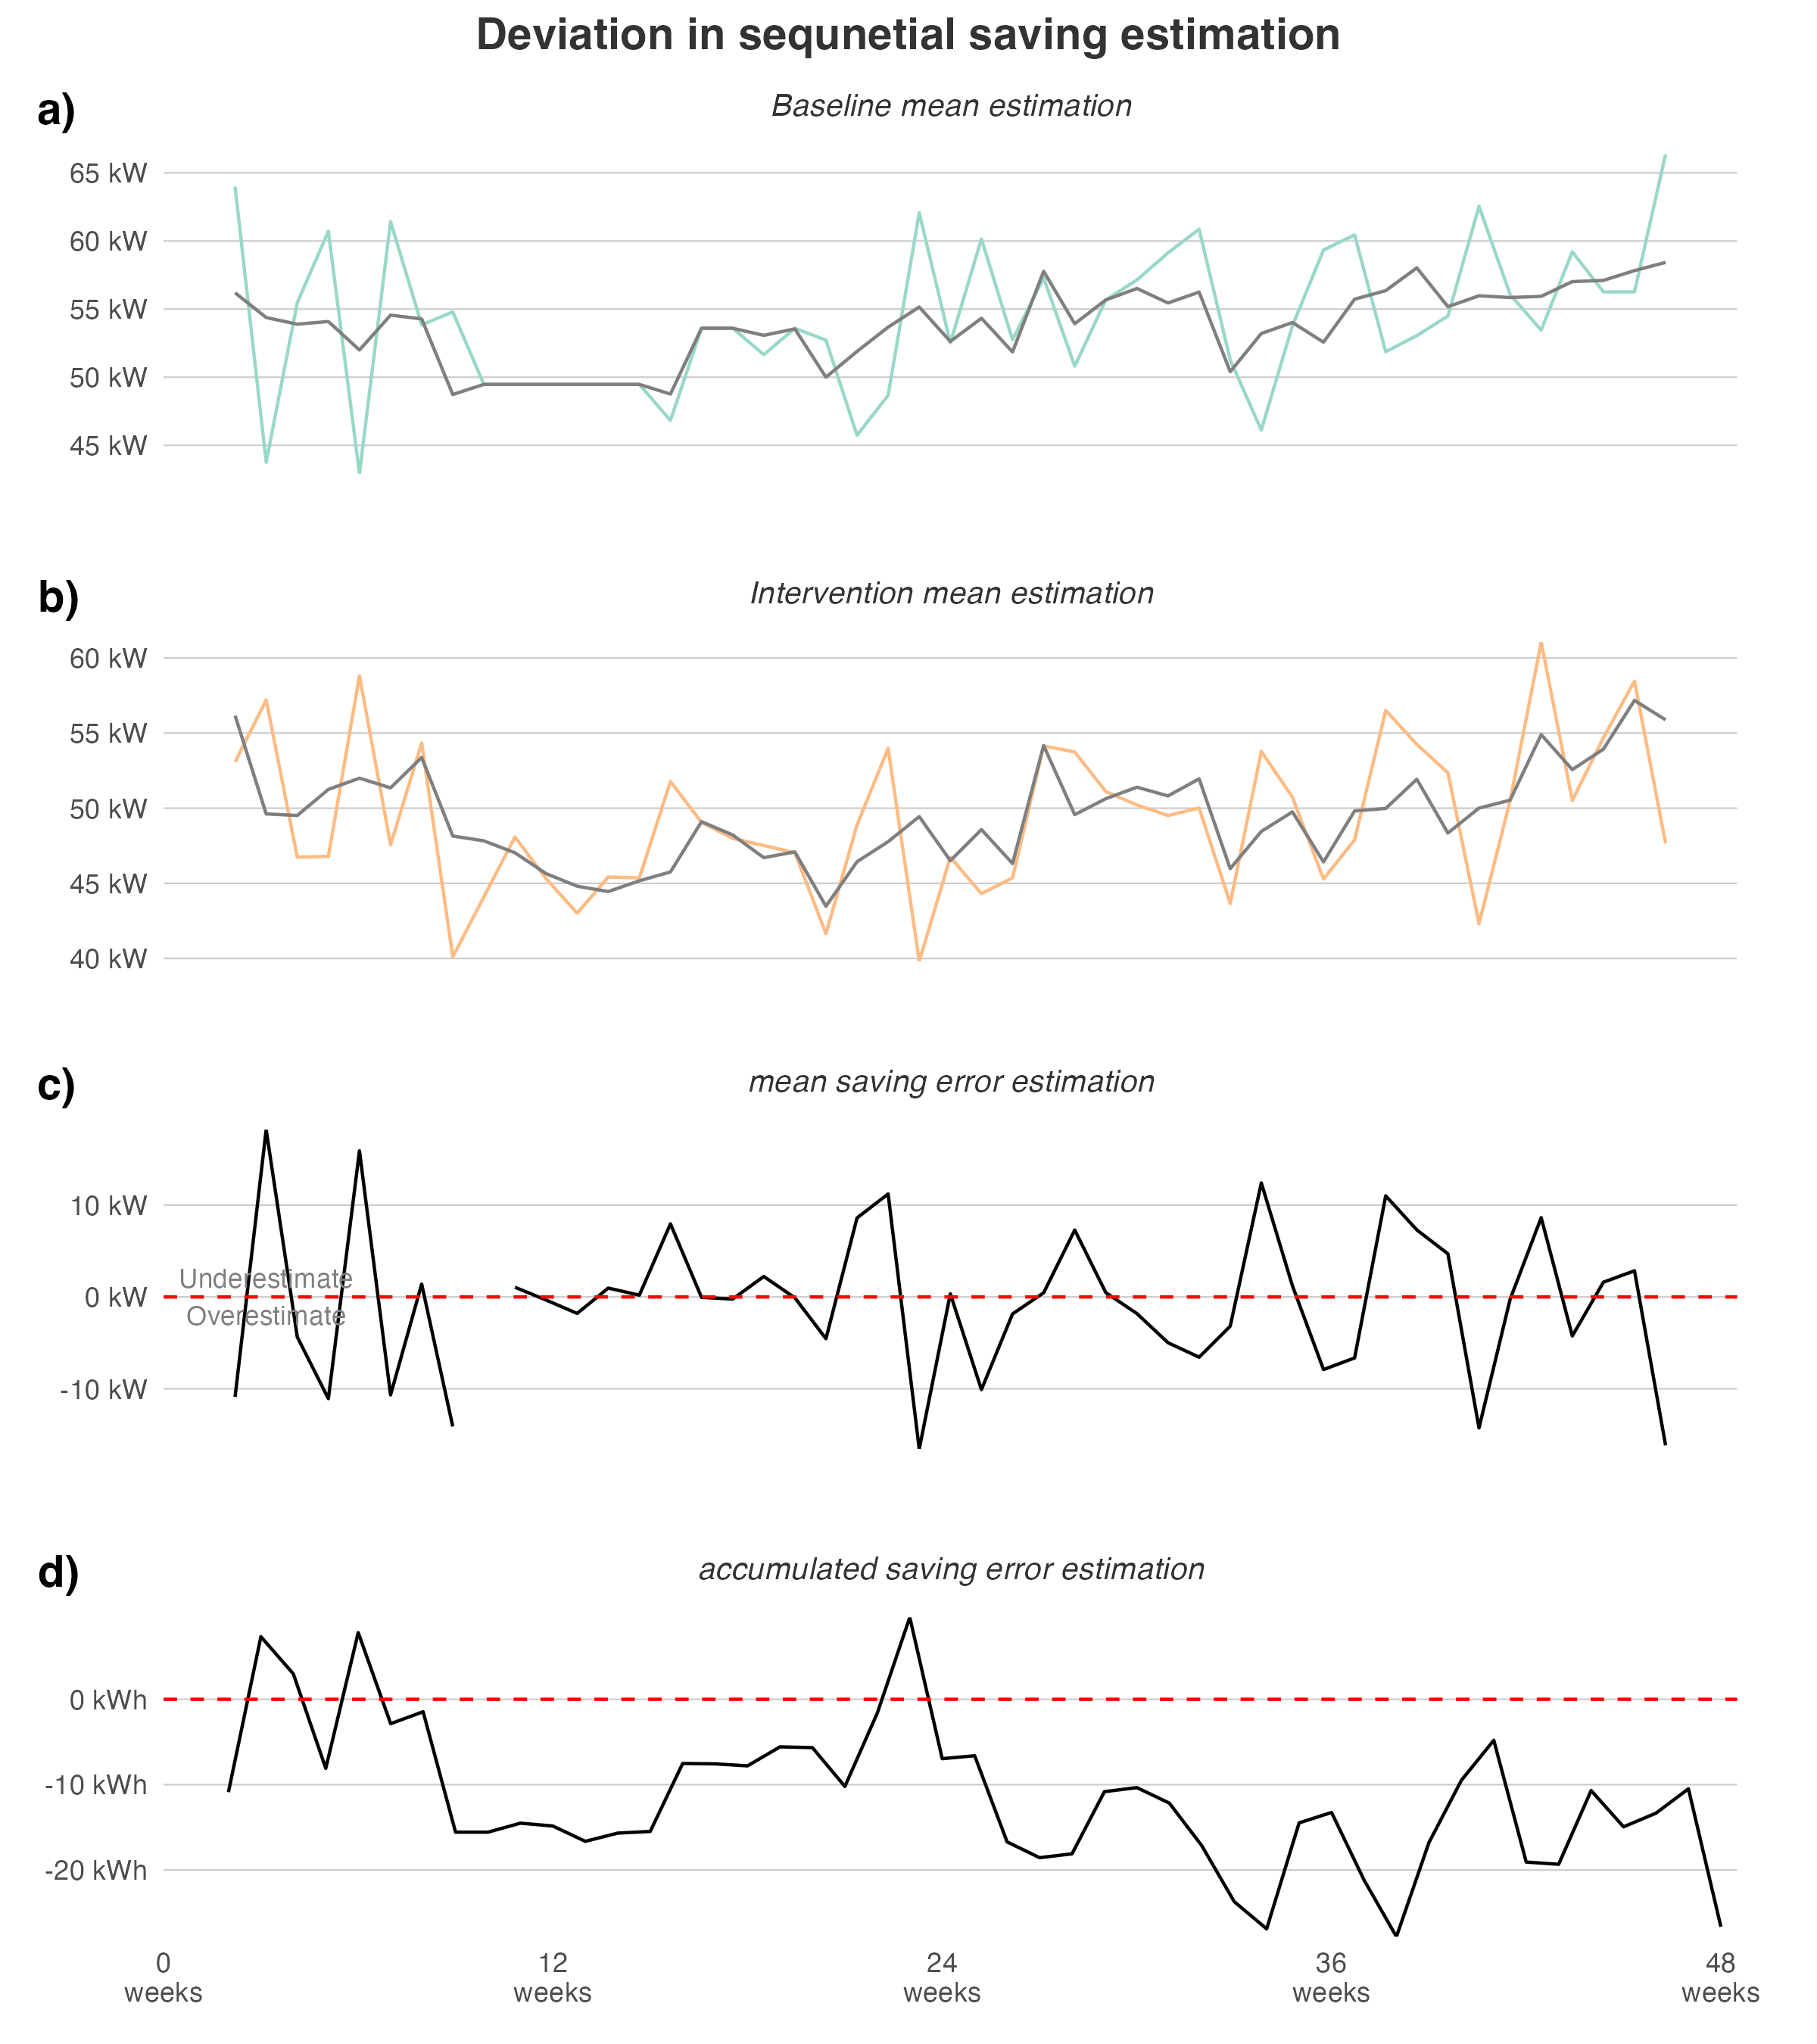 Deviation in sequnetial saving estimation
a)
Baseline mean estimation
65 kW
60 kW
55 kW
50 kW
45 kW
b)
Intervention mean estimation
60 kW
55 kW
50 kW
45 kW
40 kW
c)
mean saving error estimation
10 kW
Underestimate
0 kW
Overestimate
-10 kW
d)
accumulated saving error estimation
0 kWh
-10 kWh
-20 kWh
0 12 24 36 48
weeks weeks weeks weeks weeks